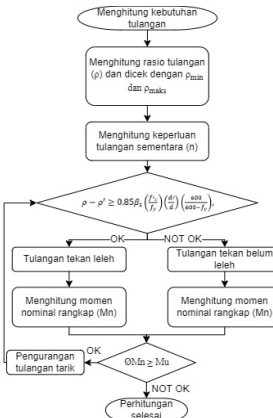 Menghitung kebutuhan
tulangan
Menghitung rasio tulangan
(ρ) dan dicek dengan ρmin
dan ρmaks
Menghitung keperluan
tulangan sementara (n)
ρ − ρ' ≥ 0.85β₁ (f'c/fy) (d'/d) (600/600−fy),
OK
NOT OK
Tulangan tekan leleh
Tulangan tekan belum
leleh
Menghitung momen
nominal rangkap (Mn)
Menghitung momen
nominal rangkap (Mn)
Pengurangan
tulangan tarik
OK
ØMn ≥ Mu
NOT OK
Perhitungan
selesai